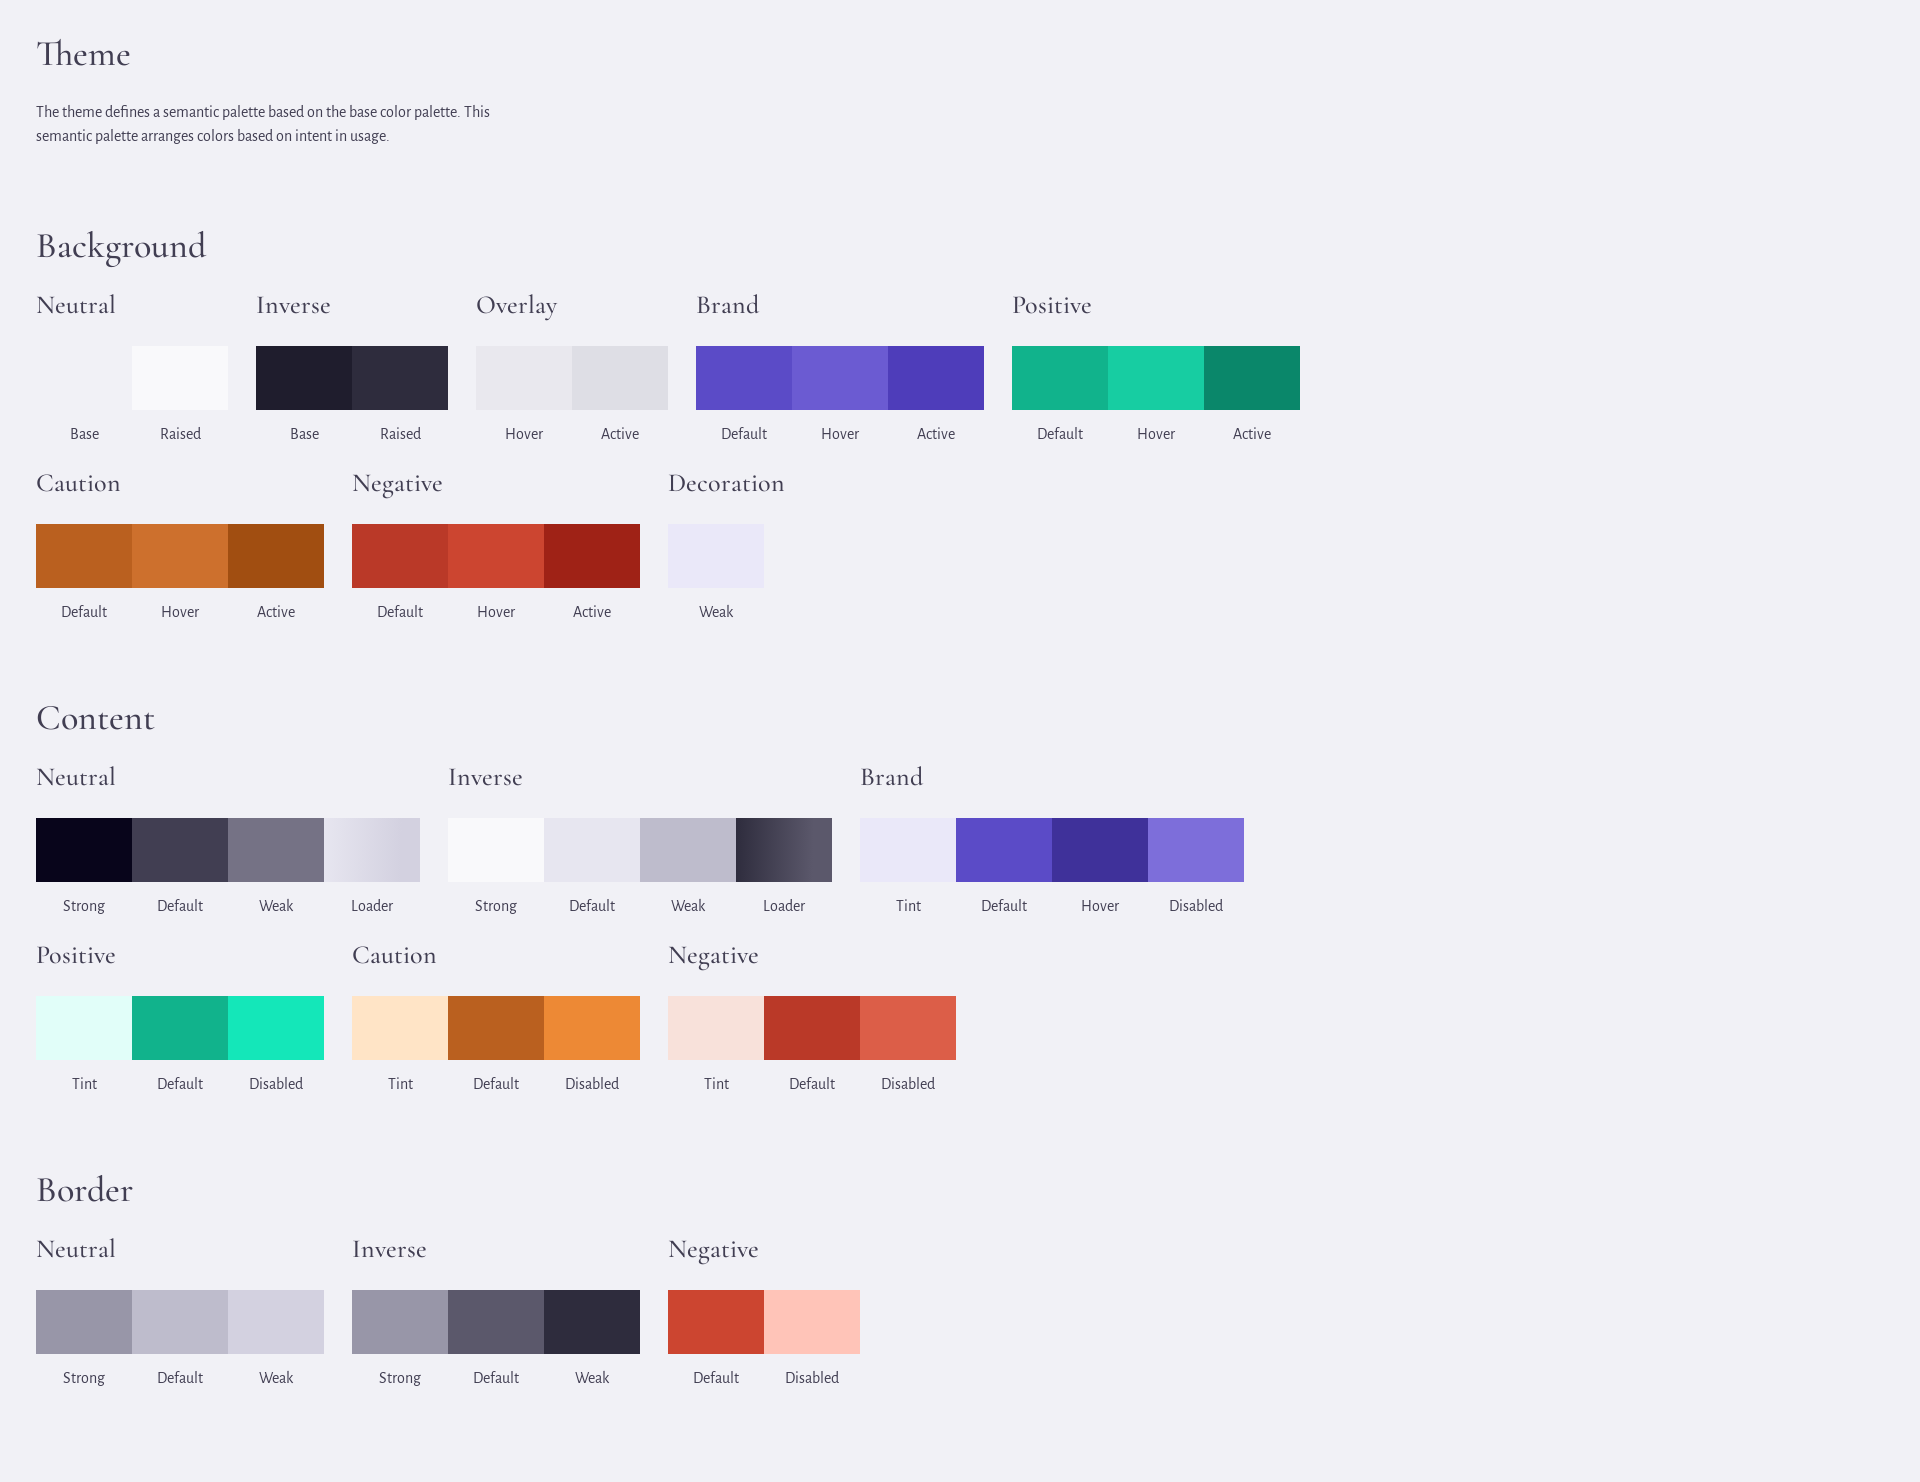 Theme
The theme defines a semantic palette based on the base color palette. This
semantic palette arranges colors based on intent in usage.
Background
Neutral
Inverse
Overlay
Brand
Positive
Base
Raised
Base
Raised
Hover
Active
Default
Hover
Active
Default
Hover
Active
Caution
Negative
Decoration
Default
Hover
Active
Default
Hover
Active
Weak
Content
Neutral
Inverse
Brand
Strong
Default
Weak
Loader
Strong
Default
Weak
Loader
Tint
Default
Hover
Disabled
Positive
Caution
Negative
Tint
Default
Disabled
Tint
Default
Disabled
Tint
Default
Disabled
Border
Neutral
Inverse
Negative
Strong
Default
Weak
Strong
Default
Weak
Default
Disabled